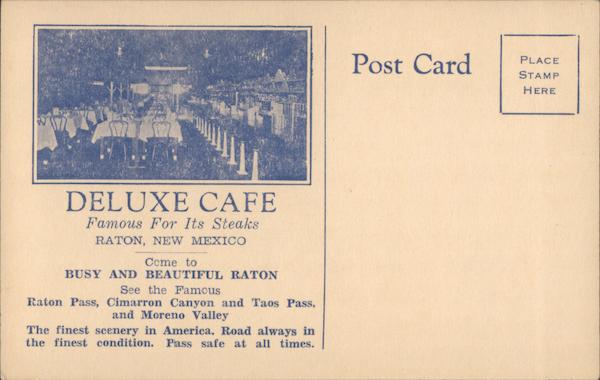 DELUXE CAFE
Famous For Its Steaks
RATON, NEW MEXICO
Come to
BUSY AND BEAUTIFUL RATON
See the Famous
Raton Pass, Cimarron Canyon and Taos Pass,
and Moreno Valley
The finest scenery in America. Road always in
the finest condition. Pass safe at all times.
Post Card
PLACE
STAMP
HERE